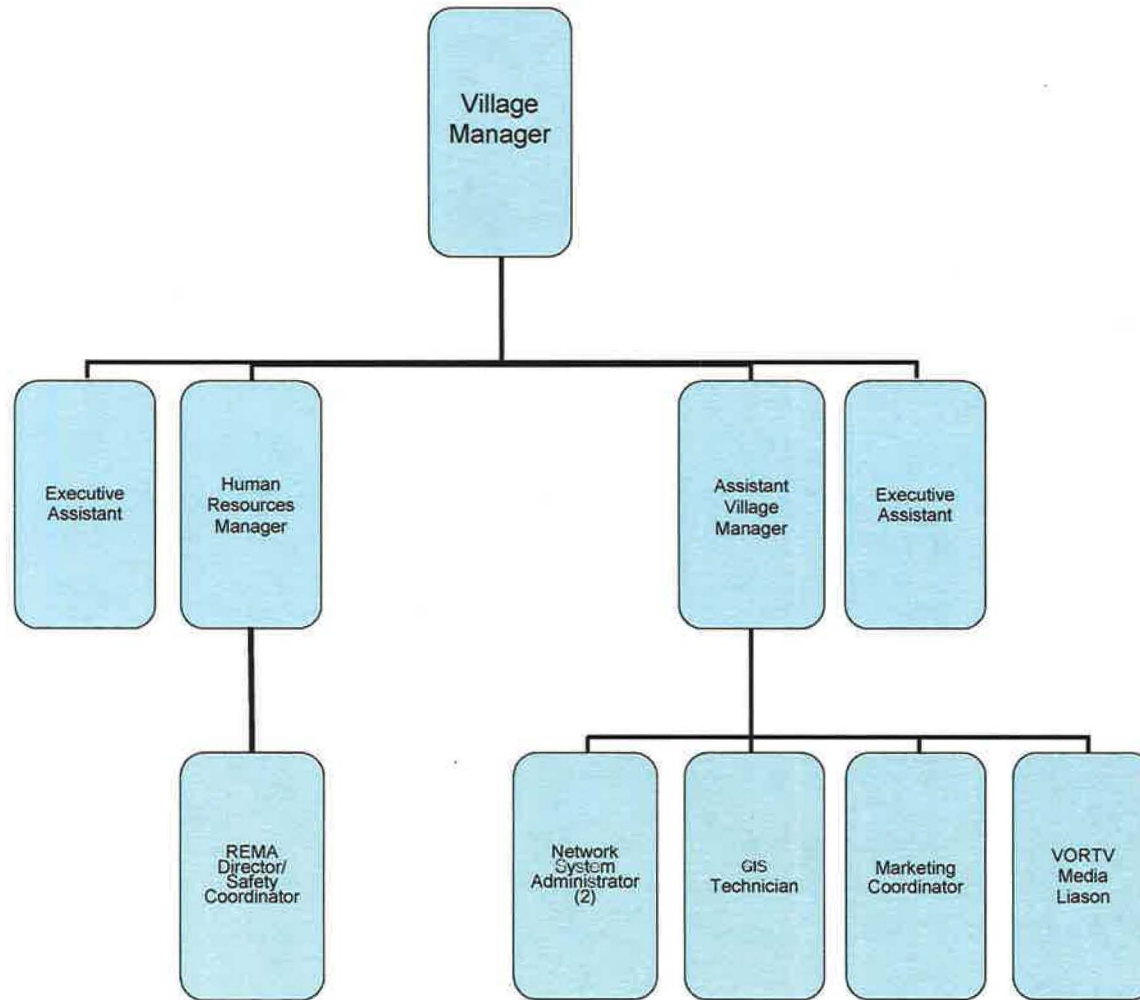 Village
Manager
Executive
Assistant
Human
Resources
Manager
Assistant
Village
Manager
Executive
Assistant
REMA
Director/
Safety
Coordinator
Network
System
Administrator
(2)
GIS
Technician
Marketing
Coordinator
VORTV
Media
Liason